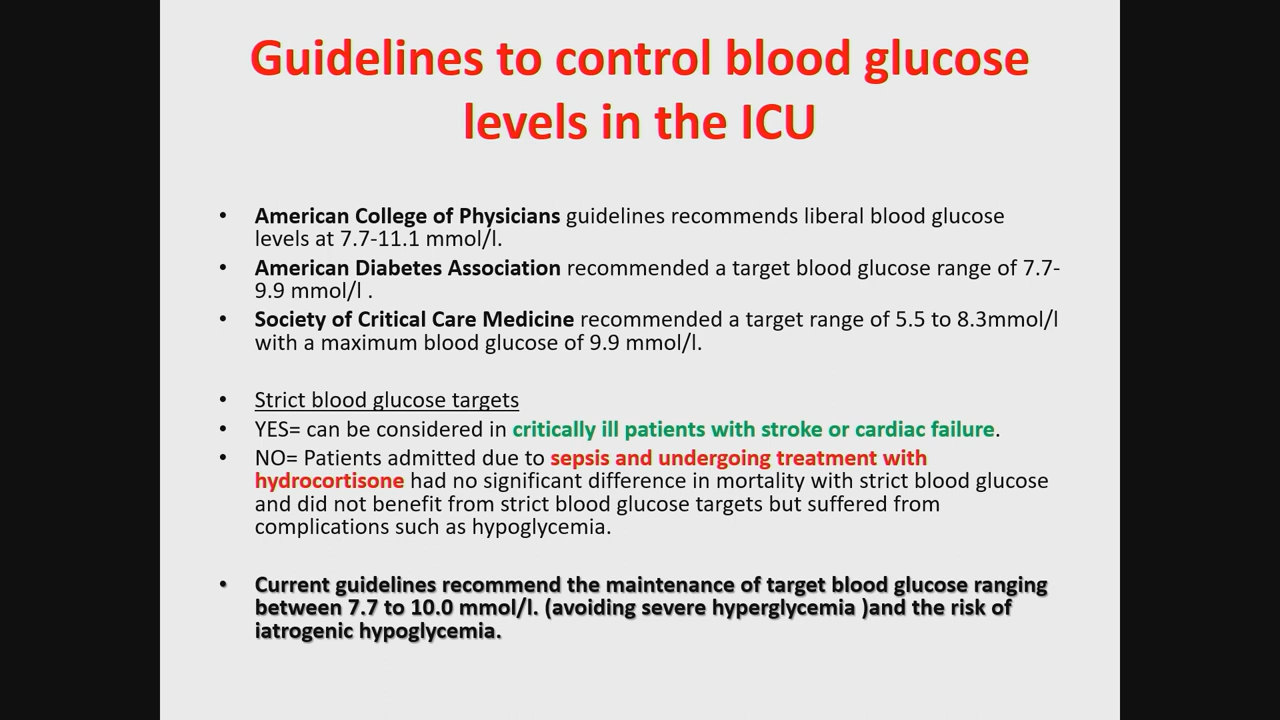 Guidelines to control blood glucose
levels in the ICU
• American College of Physicians guidelines recommends liberal blood glucose
levels at 7.7-11.1 mmol/l.
• American Diabetes Association recommended a target blood glucose range of 7.7-
9.9 mmol/l .
• Society of Critical Care Medicine recommended a target range of 5.5 to 8.3mmol/l
with a maximum blood glucose of 9.9 mmol/l.
• Strict blood glucose targets
• YES= can be considered in critically ill patients with stroke or cardiac failure.
• NO= Patients admitted due to sepsis and undergoing treatment with
hydrocortisone had no significant difference in mortality with strict blood glucose
and did not benefit from strict blood glucose targets but suffered from
complications such as hypoglycemia.
• Current guidelines recommend the maintenance of target blood glucose ranging
between 7.7 to 10.0 mmol/l. (avoiding severe hyperglycemia )and the risk of
iatrogenic hypoglycemia.